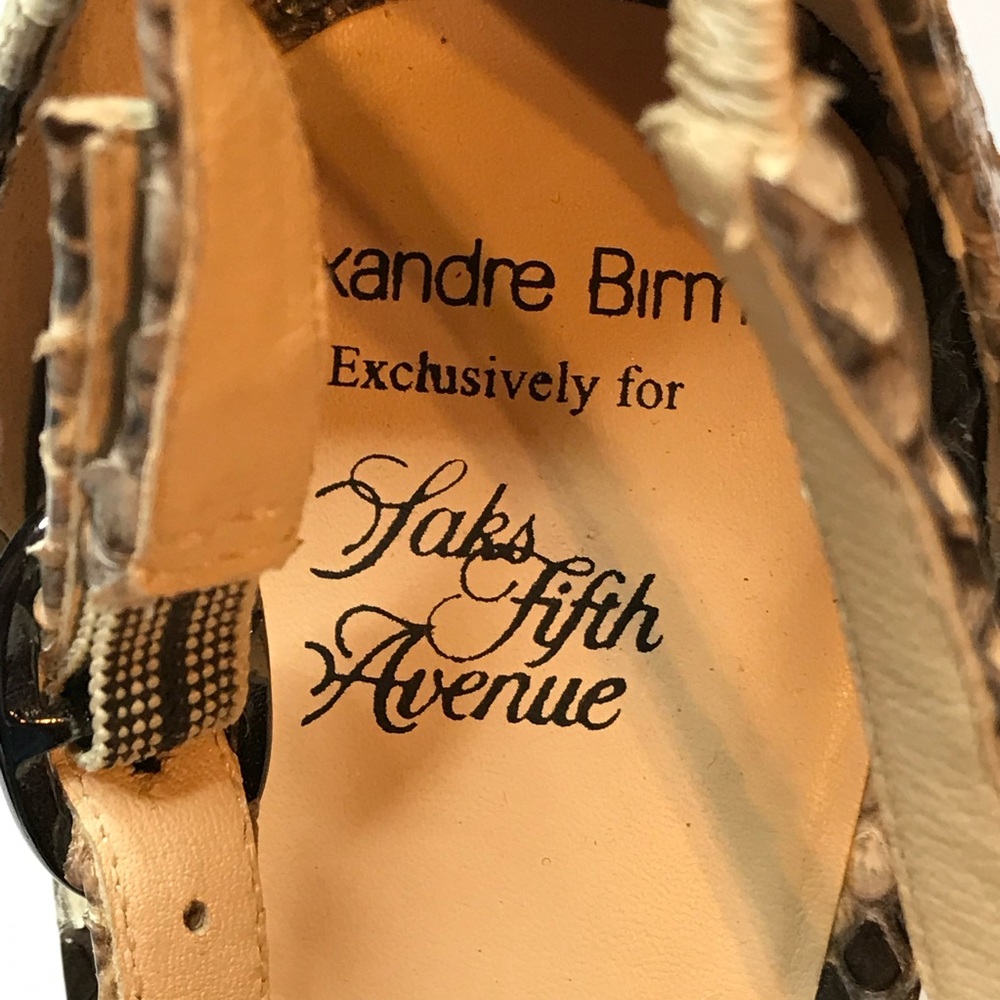 xandre Birm
Exclusively for
Saks
Fifth
Avenue